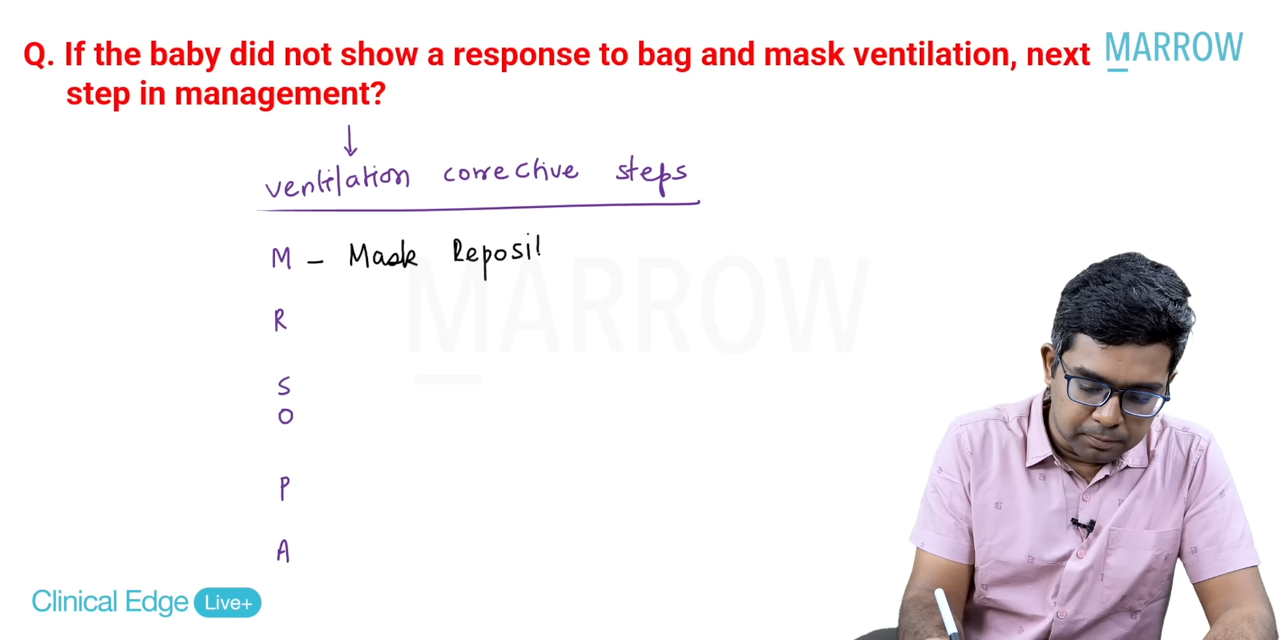 Q. If the baby did not show a response to bag and mask ventilation, next
step in management?
MARROW
ventilation corrective steps
M - Mask Reposit
R
S
O
P
A
MARROW
Clinical Edge Live+